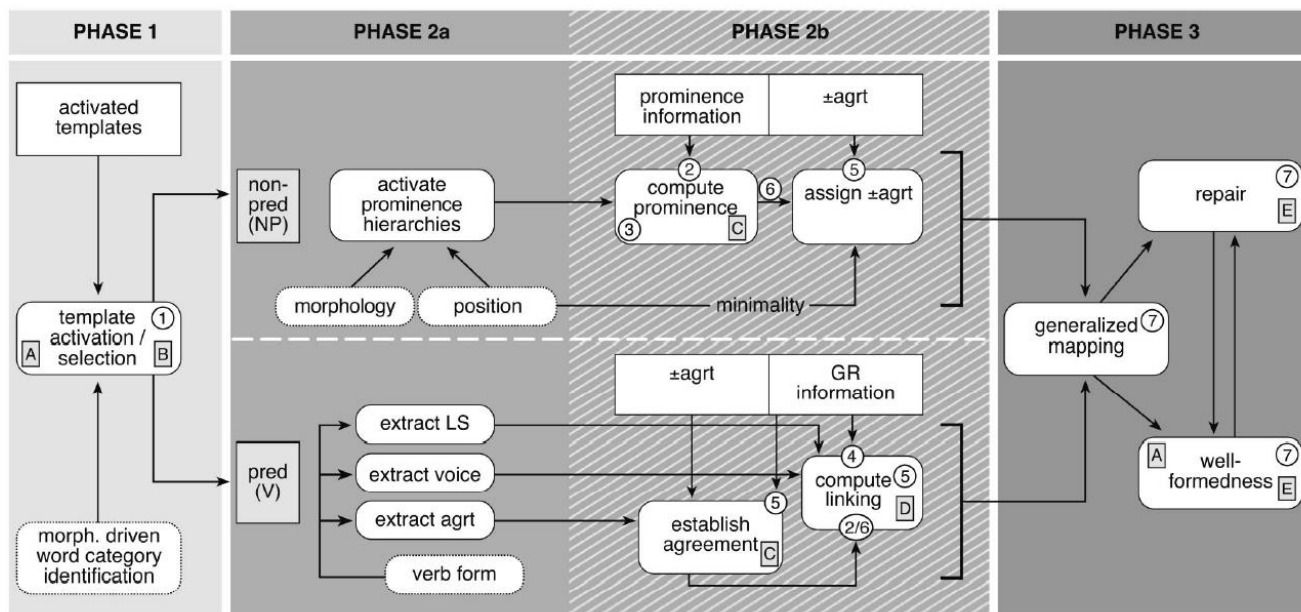 PHASE 1
PHASE 2a
PHASE 2b
PHASE 3
activated
templates
template
activation /
selection
1
A
B
morph. driven
word category
identification
non-
pred
(NP)
activate
prominence
hierarchies
morphology
position
prominence
information
±agrt
2
compute
prominence
3
C
6
5
assign ±agrt
minimality
pred
(V)
extract LS
extract voice
extract agrt
verb form
±agrt
GR
information
4
compute
linking
5
D
2/6
5
establish
agreement
C
generalized
mapping
7
repair
7
E
A
well-
formedness
7
E